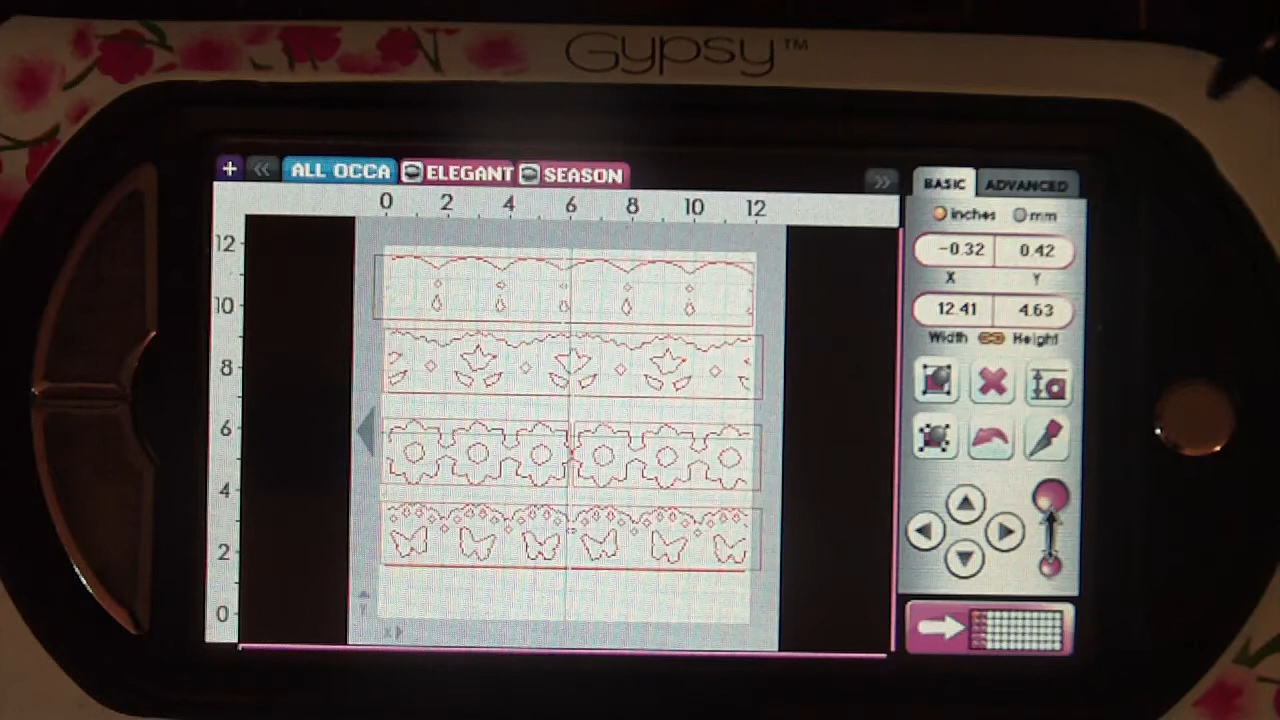 Gypsy™
+ « ALL OCCA ELEGANT SEASON »
BASIC ADVANCED
inches mm
-0.32 0.42
X Y
12.41 4.63
Width Height
0 2 4 6 8 10 12
12
10
8
6
4
2
0
Y
X